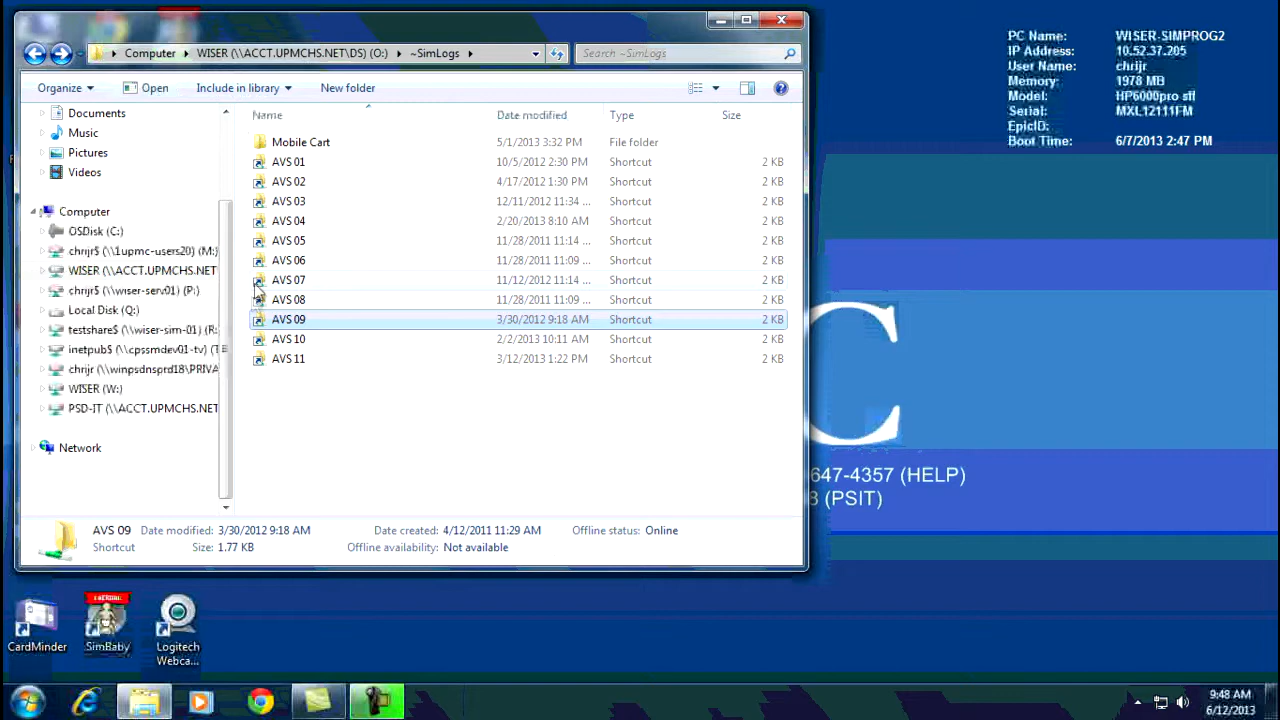 Computer WISER (\\ACCT.UPMCHS.NET\DS) (O:) ~SimLogs
Search ~SimLogs
Organize Open Include in library New folder
Documents
Music
Pictures
Videos
Computer
OSDisk (C:)
chrijr$ (\\1upmc-users20) (M:)
WISER (\\ACCT.UPMCHS.NET
chrijr$ (\\wiser-serv01) (P:)
Local Disk (Q:)
testshare$ (\\wiser-sim-01) (R:
inetpub$ (\\cpssmdev01-tv) (T
chrijr (\\winpsdnsprd18\PRIVA
WISER (W:)
PSD-IT (\\ACCT.UPMCHS.NET
Network
Name Date modified Type Size
Mobile Cart 5/1/2013 3:32 PM File folder
AVS 01 10/5/2012 2:30 PM Shortcut 2 KB
AVS 02 4/17/2012 1:30 PM Shortcut 2 KB
AVS 03 12/11/2012 11:34 ... Shortcut 2 KB
AVS 04 2/20/2013 8:10 AM Shortcut 2 KB
AVS 05 11/28/2011 11:14 ... Shortcut 2 KB
AVS 06 11/28/2011 11:09 ... Shortcut 2 KB
AVS 07 11/12/2012 11:14 ... Shortcut 2 KB
AVS 08 11/28/2011 11:09 ... Shortcut 2 KB
AVS 09 3/30/2012 9:18 AM Shortcut 2 KB
AVS 10 2/2/2013 10:11 AM Shortcut 2 KB
AVS 11 3/12/2013 1:22 PM Shortcut 2 KB
AVS 09 Date modified: 3/30/2012 9:18 AM Date created: 4/12/2011 11:29 AM Offline status: Online
Shortcut Size: 1.77 KB Offline availability: Not available
PC Name: WISER-SIMPROG2
IP Address: 10.52.37.205
User Name: chrijr
Memory: 1978 MB
Model: HP6000pro sff
Serial: MXL12111FM
EpicID:
Boot Time: 6/7/2013 2:47 PM
C
647-4357 (HELP)
(PSIT)
CardMinder
SimBaby
Logitech
Webca...
9:48 AM
6/12/2013